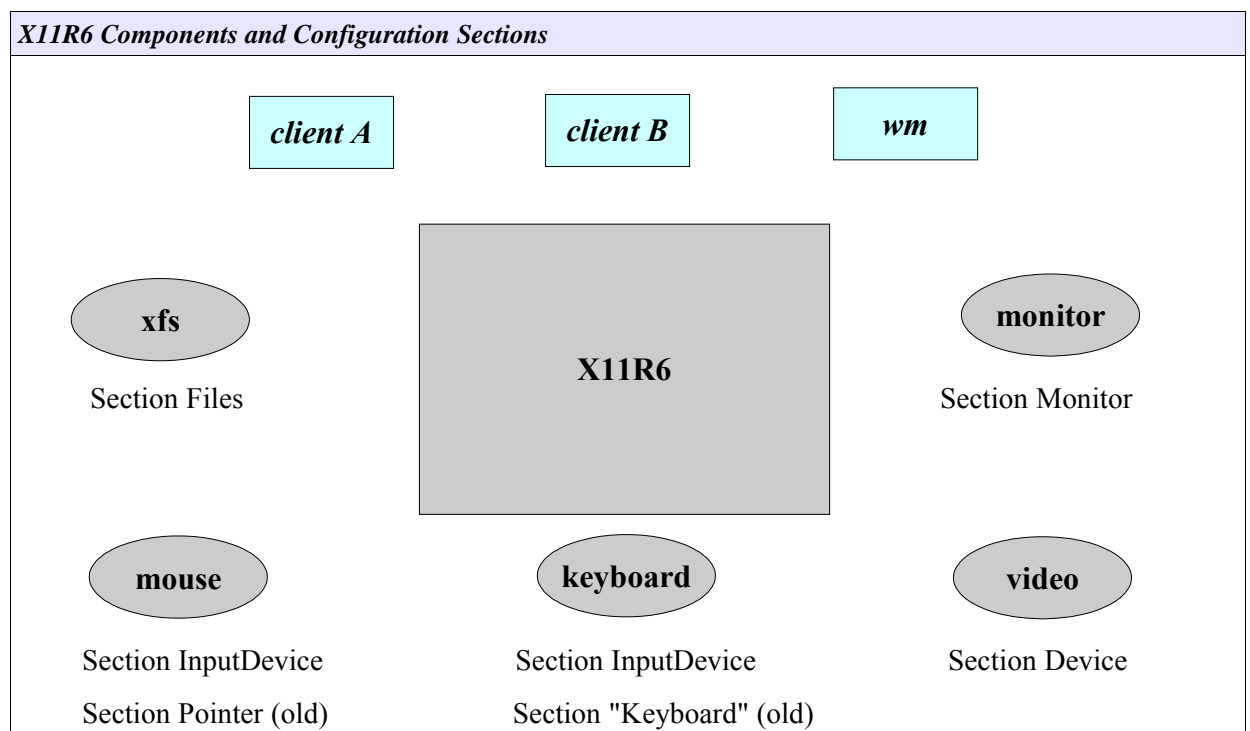 X11R6 Components and Configuration Sections
client A
client B
wm
xfs
X11R6
monitor
Section Files
Section Monitor
mouse
keyboard
video
Section InputDevice
Section InputDevice
Section Device
Section Pointer (old)
Section "Keyboard" (old)